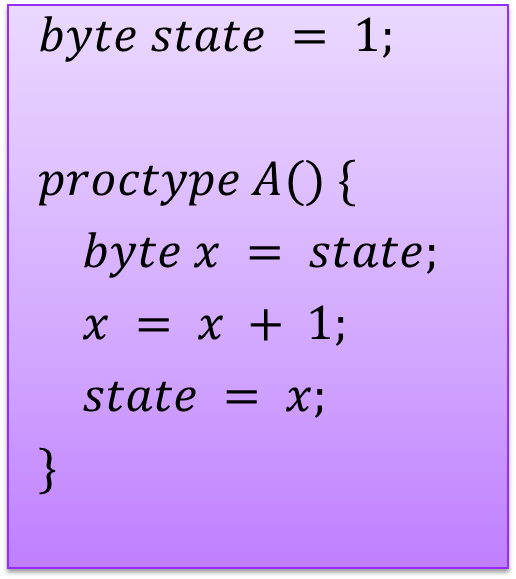 byte state = 1;
proctype A() {
byte x = state;
x = x + 1;
state = x;
}